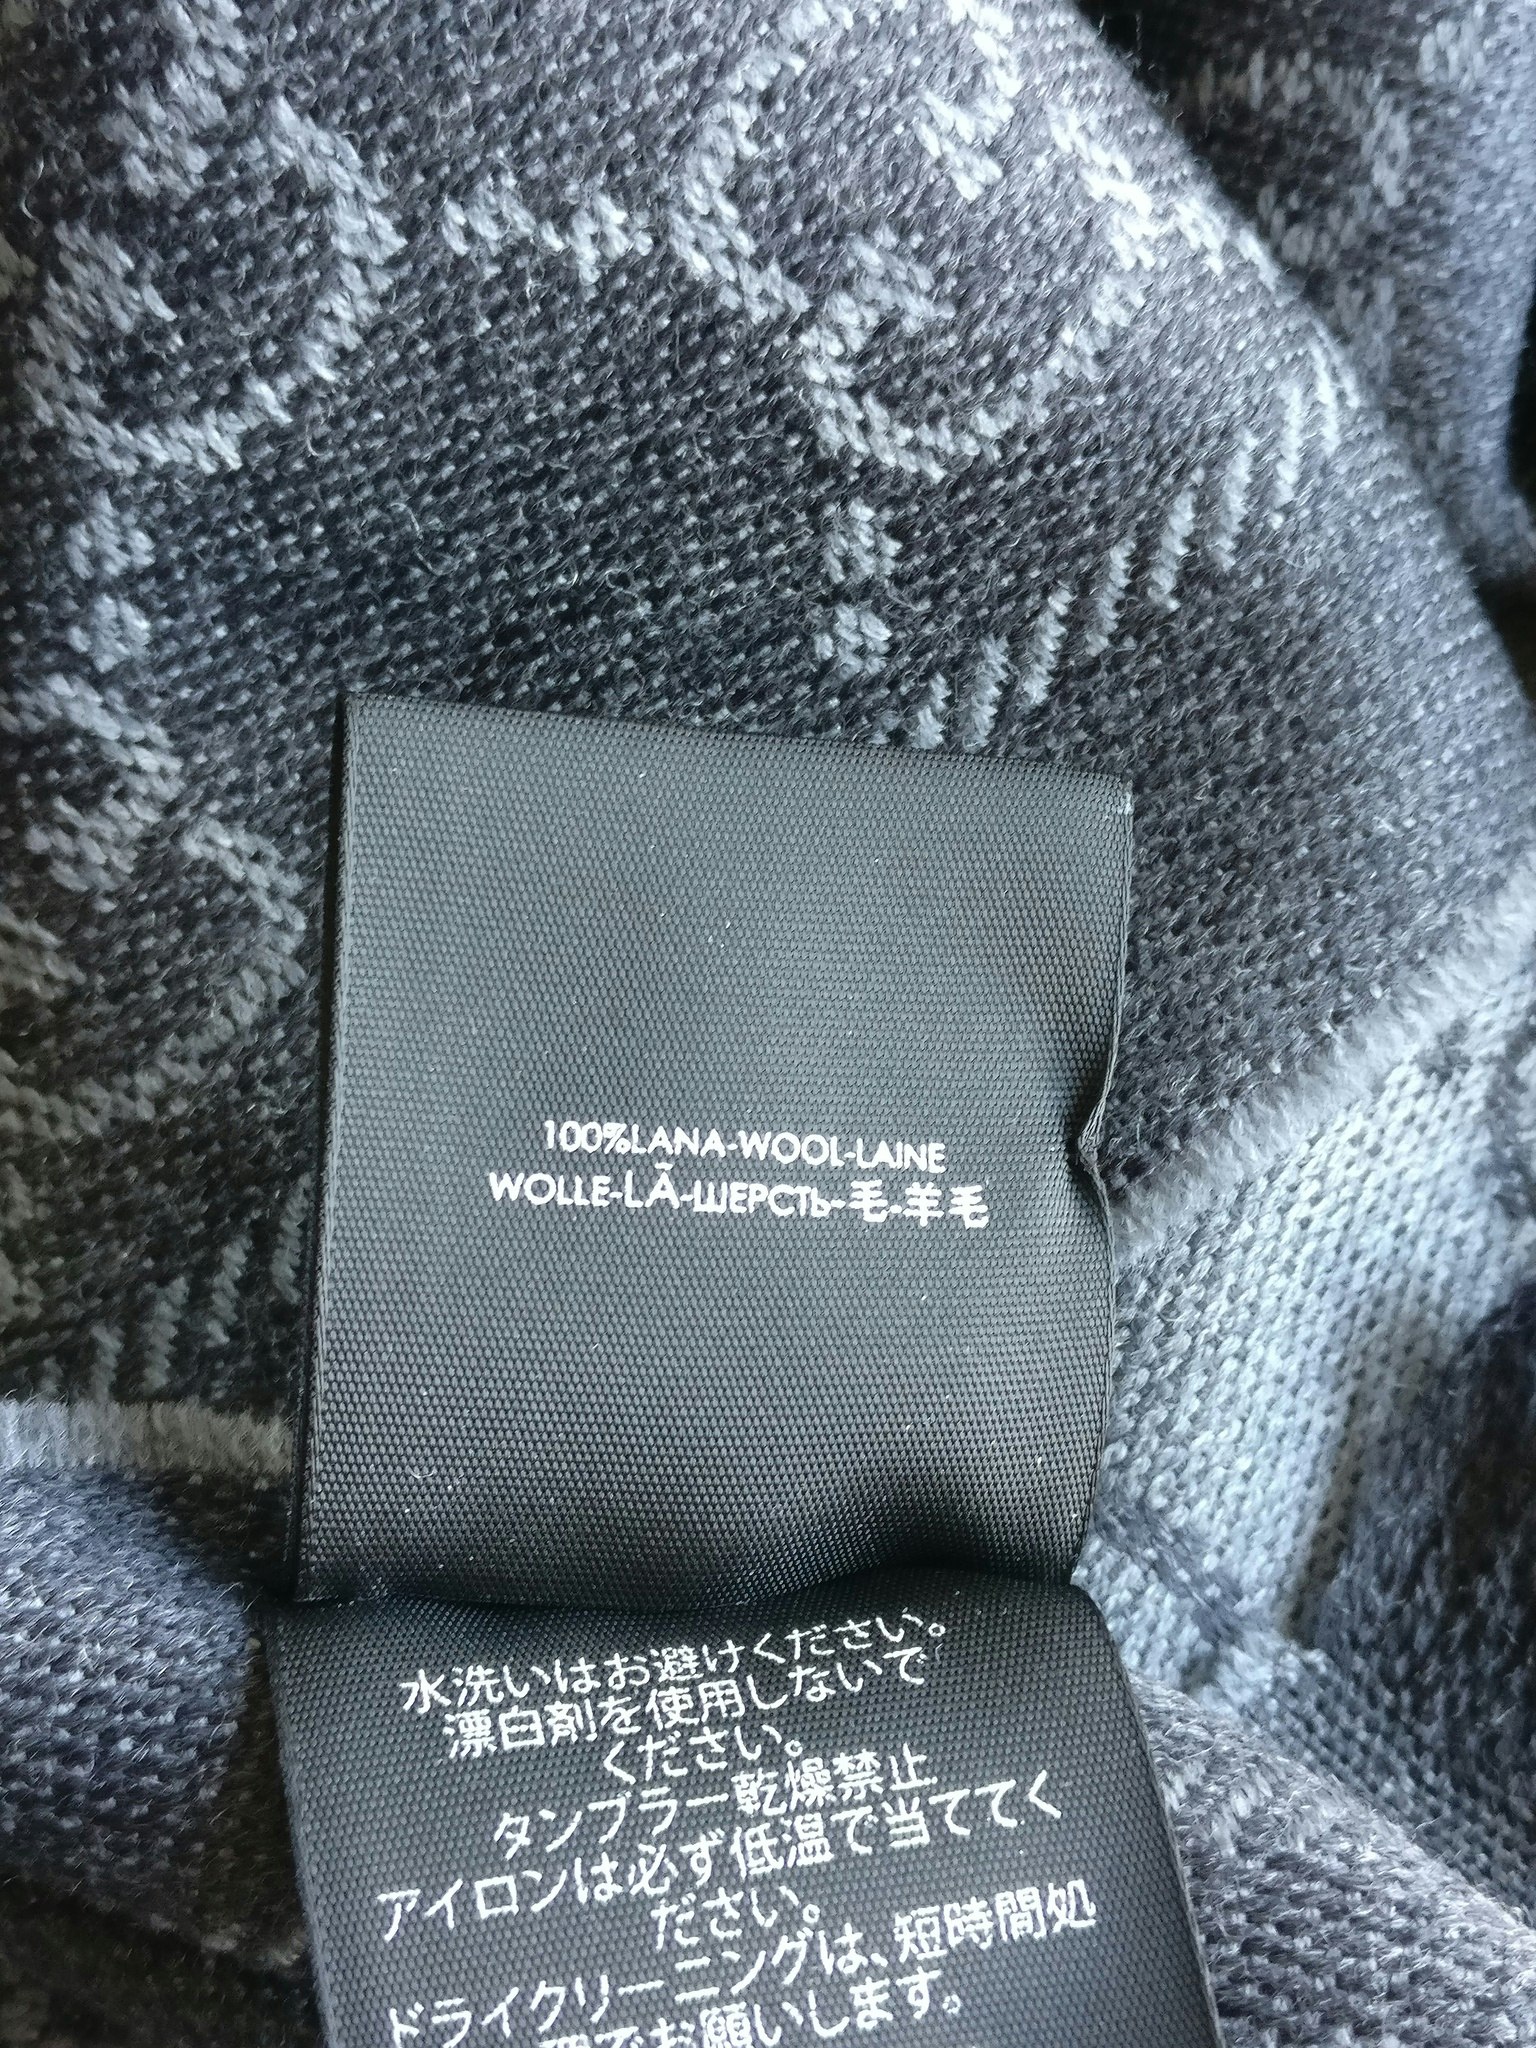 100%LANA-WOOL-LAINE
WOLLE-LÃ-ШЕРСТЬ-毛-羊毛
水洗いはお避けください。
漂白剤を使用しないで
ください。
タンブラー乾燥禁止
アイロンは必ず低温で当ててく
ださい。
ドライクリーニングは、短時間処
理でお願いします。